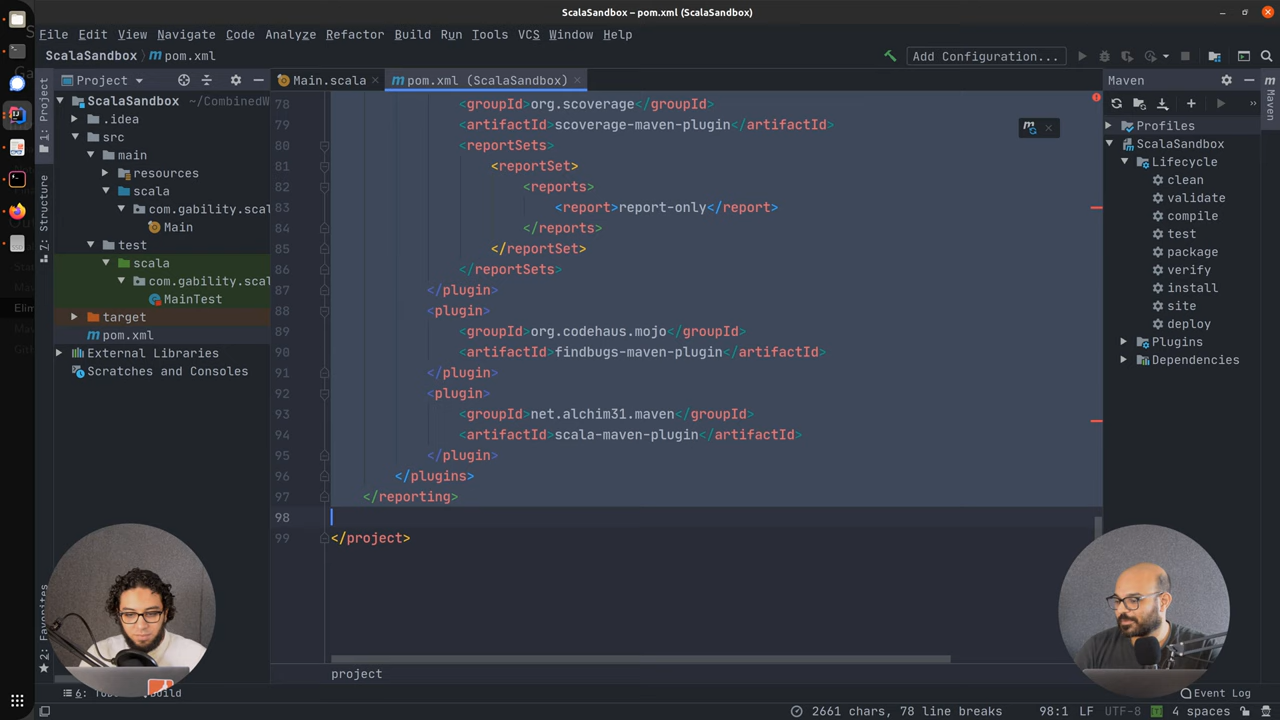 ScalaSandbox – pom.xml (ScalaSandbox)
File Edit View Navigate Code Analyze Refactor Build Run Tools VCS Window Help
ScalaSandbox pom.xml
Add Configuration...
Project
Main.scala
pom.xml (ScalaSandbox)
Maven
1: Project
Z: Structure
2: Favorites
Maven
ScalaSandbox ~/CombinedW
.idea
src
main
resources
scala
com.gability.scal
Main
test
scala
com.gability.scal
MainTest
target
pom.xml
External Libraries
Scratches and Consoles
78 <groupId>org.scoverage</groupId>
79 <artifactId>scoverage-maven-plugin</artifactId>
80 <reportSets>
81 <reportSet>
82 <reports>
83 <report>report-only</report>
84 </reports>
85 </reportSet>
86 </reportSets>
87 </plugin>
88 <plugin>
89 <groupId>org.codehaus.mojo</groupId>
90 <artifactId>findbugs-maven-plugin</artifactId>
91 </plugin>
92 <plugin>
93 <groupId>net.alchim31.maven</groupId>
94 <artifactId>scala-maven-plugin</artifactId>
95 </plugin>
96 </plugins>
97 </reporting>
98
99 </project>
Profiles
ScalaSandbox
Lifecycle
clean
validate
compile
test
package
verify
install
site
deploy
Plugins
Dependencies
project
6:
Event Log
2661 chars, 78 line breaks 98:1 LF UTF-8 4 spaces